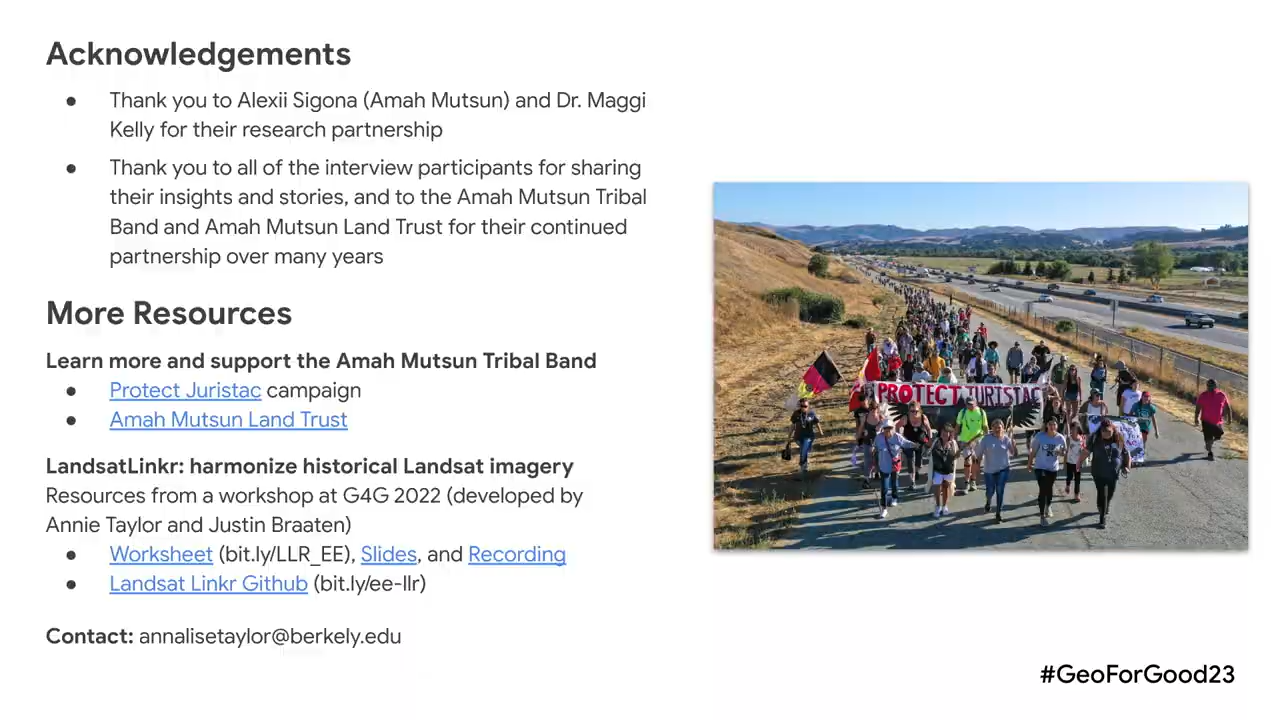 Acknowledgements
● Thank you to Alexii Sigona (Amah Mutsun) and Dr. Maggi
Kelly for their research partnership
● Thank you to all of the interview participants for sharing
their insights and stories, and to the Amah Mutsun Tribal
Band and Amah Mutsun Land Trust for their continued
partnership over many years
More Resources
Learn more and support the Amah Mutsun Tribal Band
● Protect Juristac campaign
● Amah Mutsun Land Trust
LandsatLinkr: harmonize historical Landsat imagery
Resources from a workshop at G4G 2022 (developed by
Annie Taylor and Justin Braaten)
● Worksheet (bit.ly/LLR_EE), Slides, and Recording
● Landsat Linkr Github (bit.ly/ee-llr)
Contact: annalisetaylor@berkely.edu
PROTECT JURISTAC
#GeoForGood23